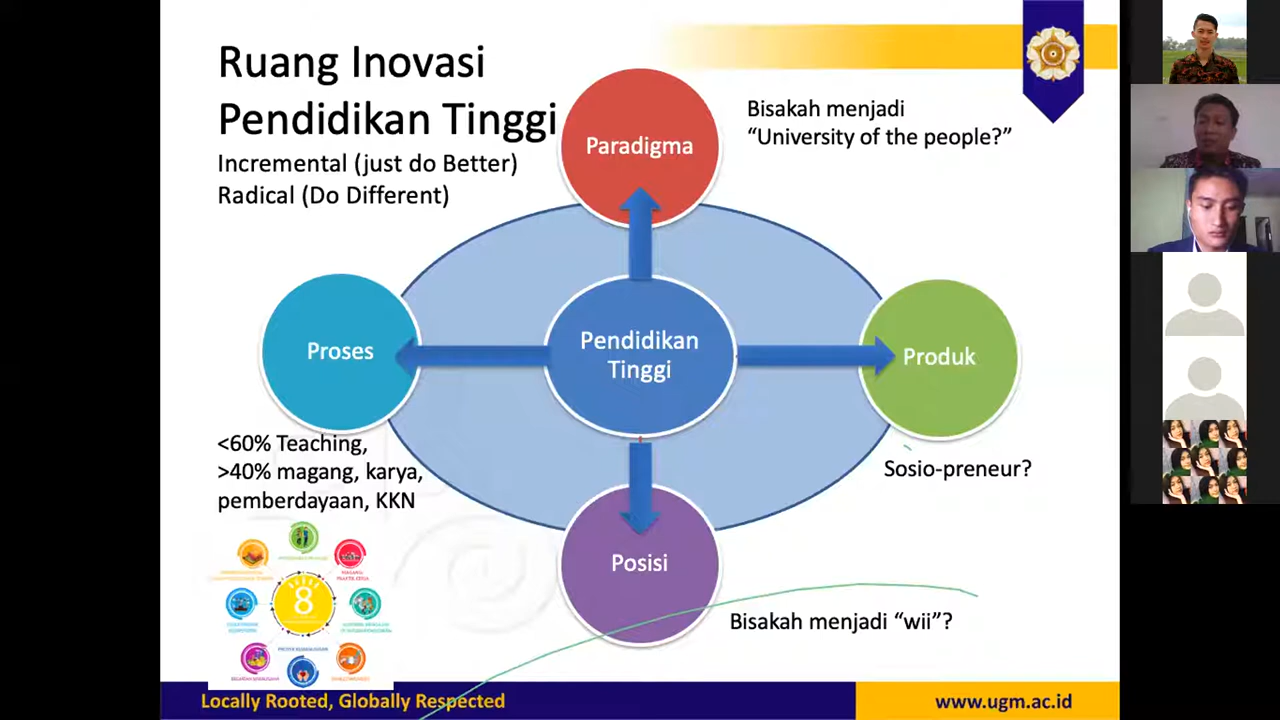 Ruang Inovasi
Pendidikan Tinggi
Incremental (just do Better)
Radical (Do Different)
Paradigma
Bisakah menjadi
“University of the people?”
Proses
Pendidikan
Tinggi
Produk
<60% Teaching,
>40% magang, karya,
pemberdayaan, KKN
Sosio-preneur?
Posisi
Bisakah menjadi “wii”?
8
Locally Rooted, Globally Respected
www.ugm.ac.id